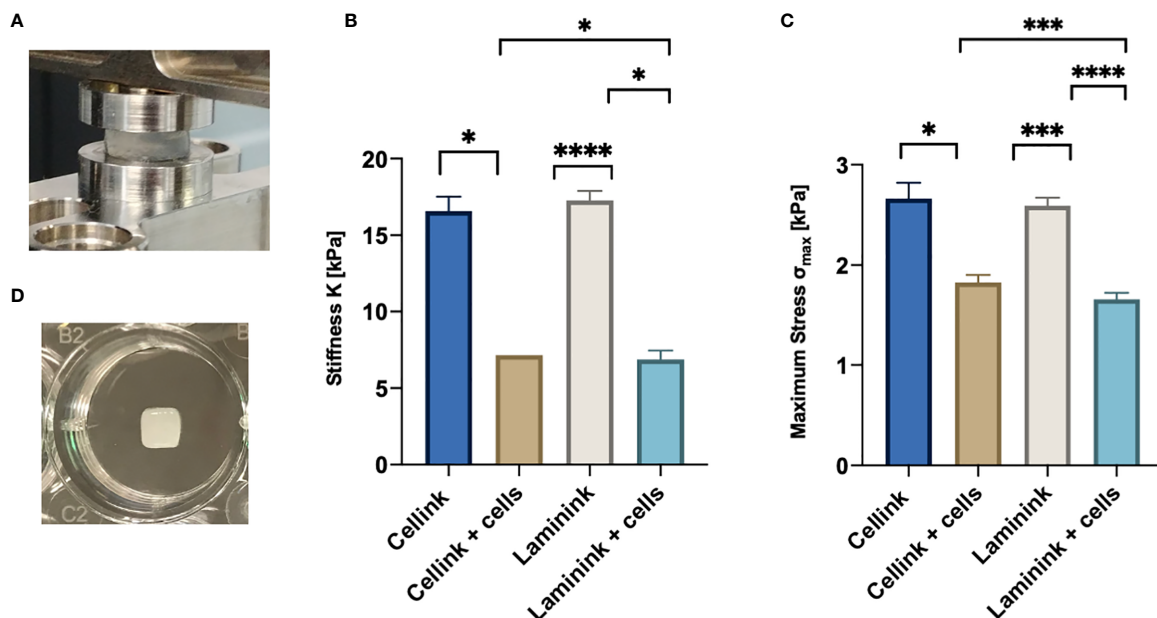 A
B
C
*
***
*
****
*
****
*
***
Stiffness K [kPa]
20
15
10
5
0
Cellink
Cellink + cells
Laminink
Laminink + cells
Maximum Stress σmax [kPa]
3
2
1
0
Cellink
Cellink + cells
Laminink
Laminink + cells
D
B2
B
C2